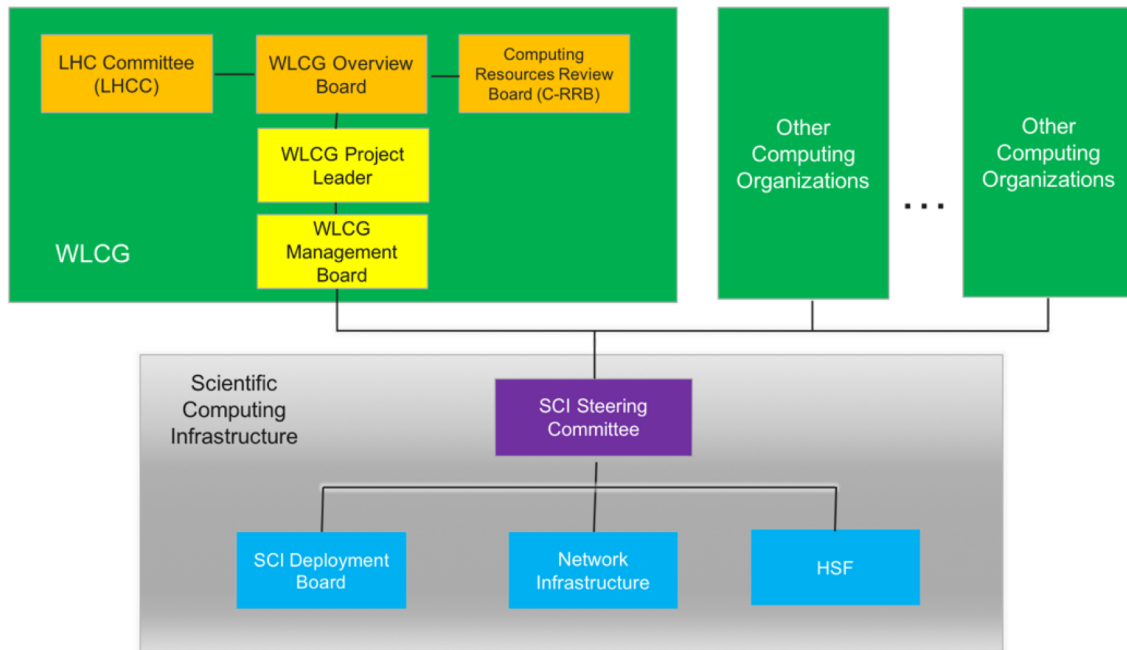 LHC Committee
(LHCC)
WLCG Overview
Board
Computing
Resources Review
Board (C-RRB)
WLCG Project
Leader
WLCG
Management
Board
WLCG
Other
Computing
Organizations
...
Other
Computing
Organizations
Scientific
Computing
Infrastructure
SCI Steering
Committee
SCI Deployment
Board
Network
Infrastructure
HSF